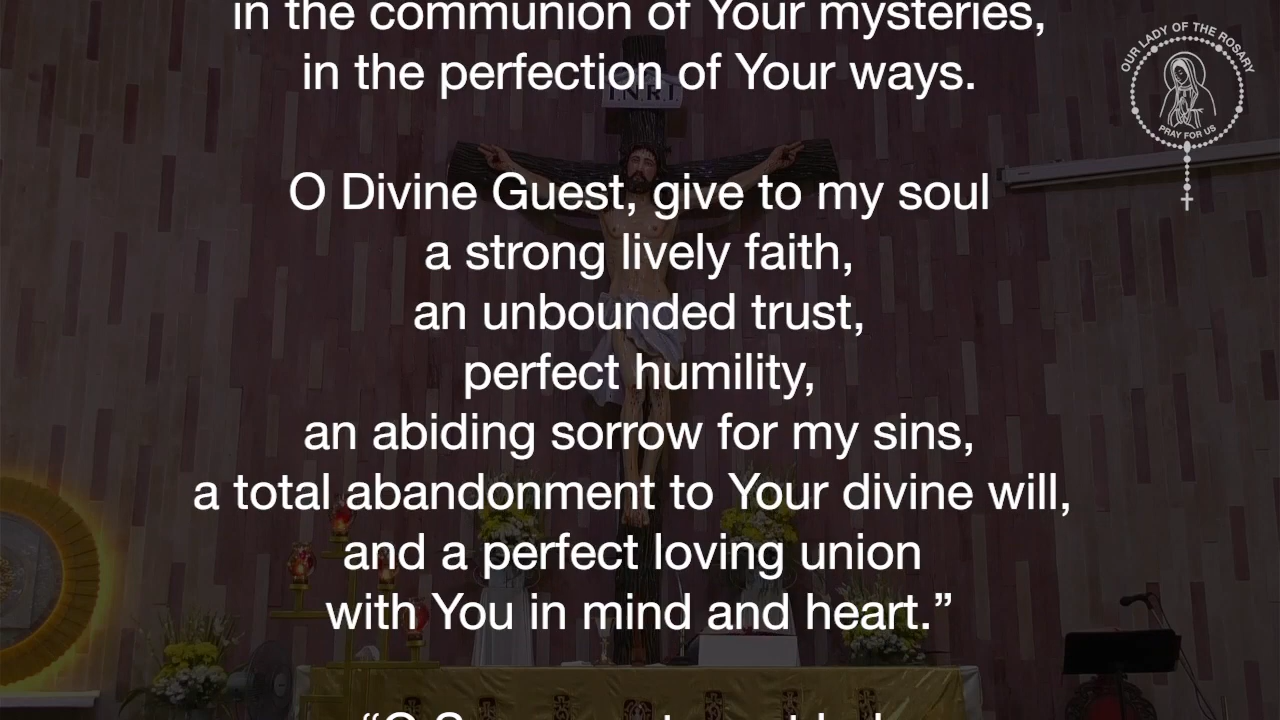 in the communion of Your mysteries,
in the perfection of Your ways.
I.N.R.I.
OUR LADY OF THE ROSARY
PRAY FOR US
O Divine Guest, give to my soul
a strong lively faith,
an unbounded trust,
perfect humility,
an abiding sorrow for my sins,
a total abandonment to Your divine will,
and a perfect loving union
with You in mind and heart.”